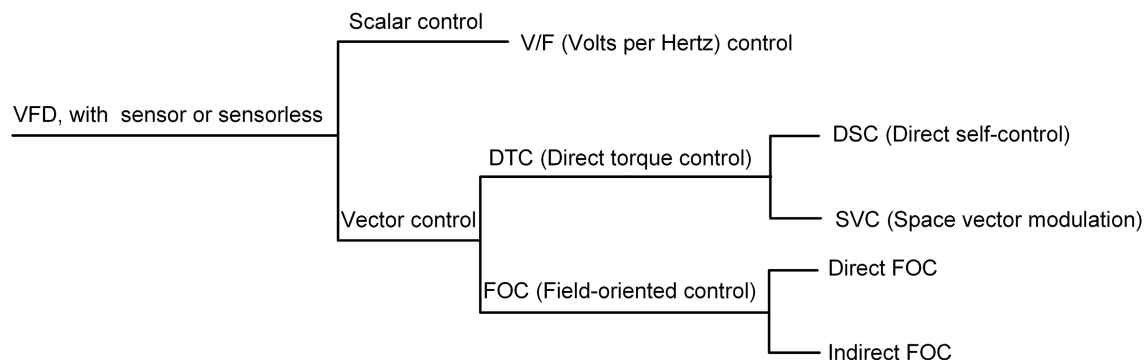 Scalar control
V/F (Volts per Hertz) control
VFD, with sensor or sensorless
DSC (Direct self-control)
DTC (Direct torque control)
Vector control
SVC (Space vector modulation)
Direct FOC
FOC (Field-oriented control)
Indirect FOC